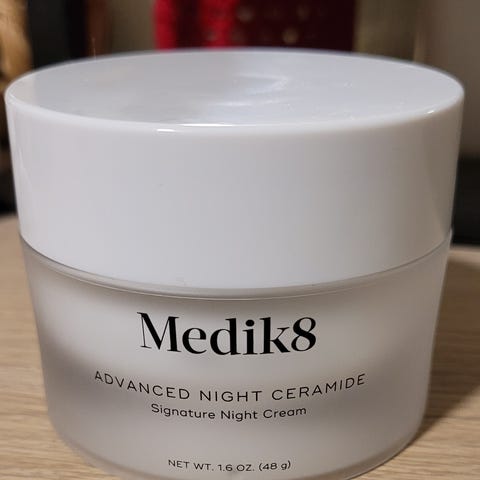 Medik8
ADVANCED NIGHT CERAMIDE
Signature Night Cream
NET WT. 1.6 OZ. (48 g)